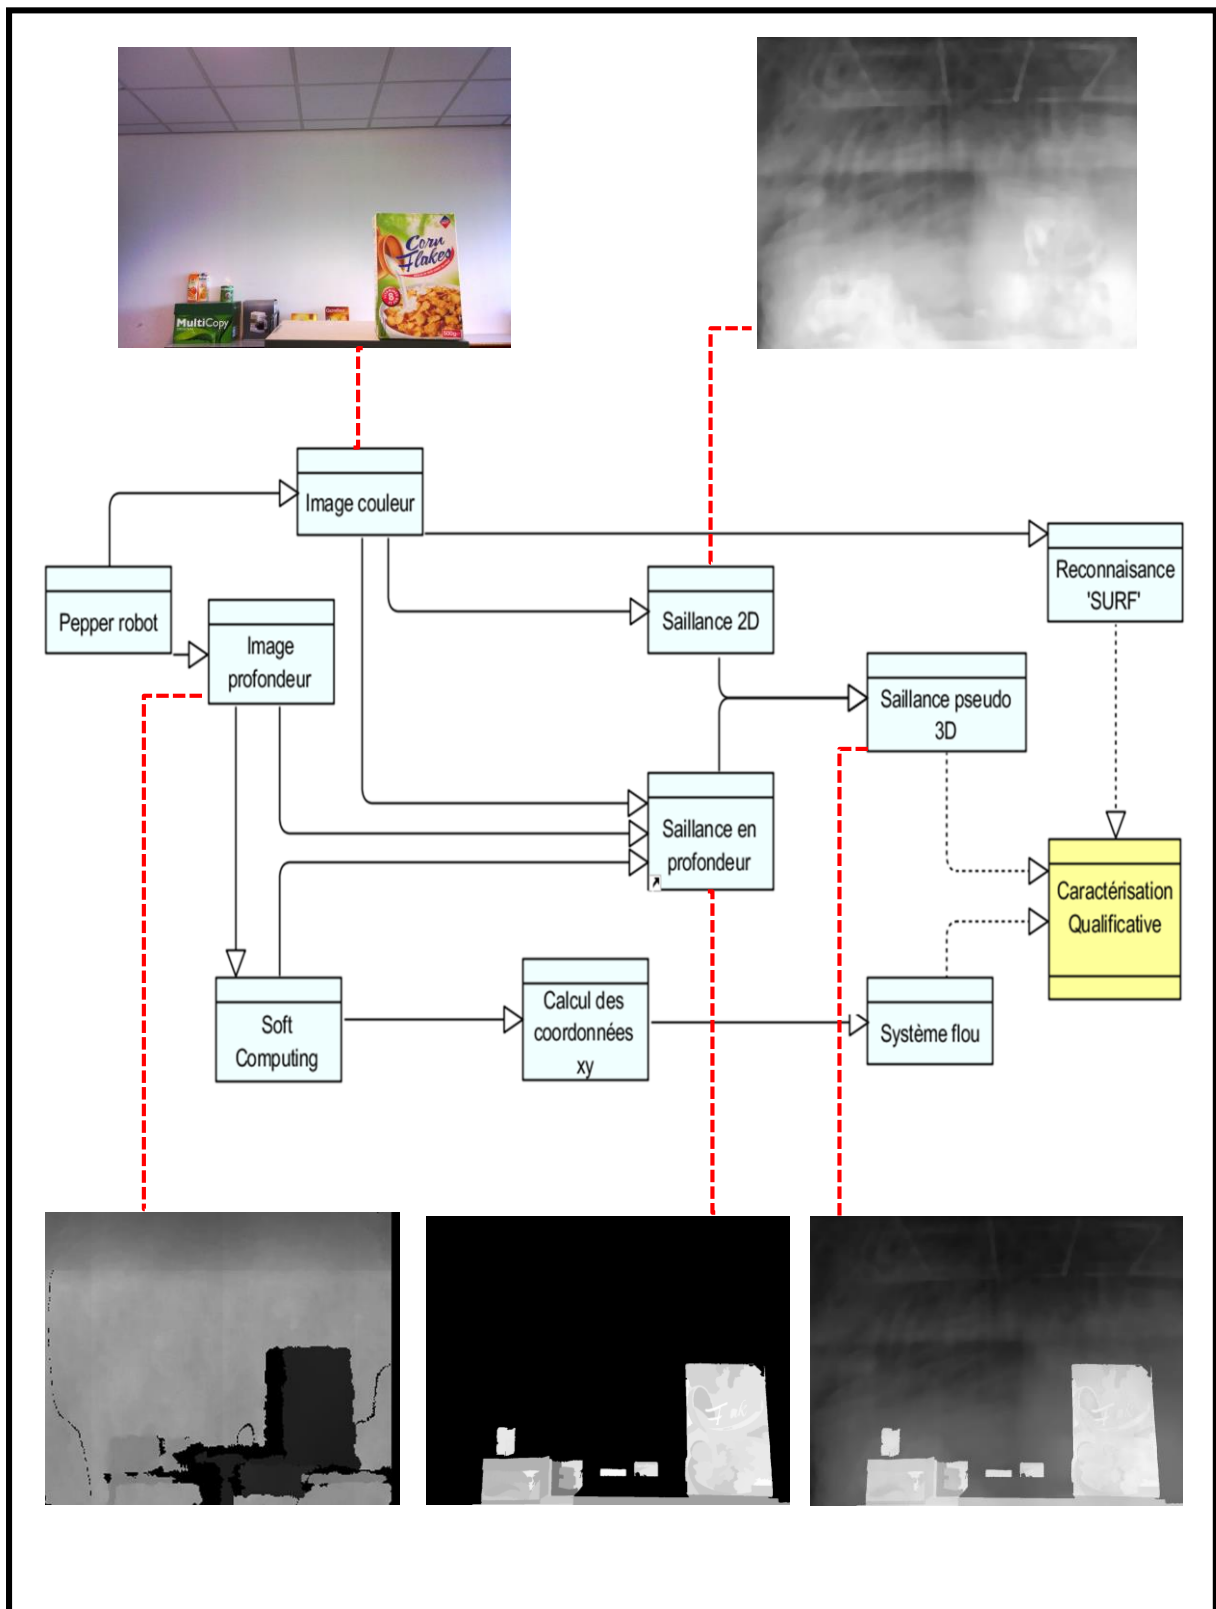 Corn
Flakes
MultiCopy
Image couleur
Reconnaisance
'SURF'
Pepper robot
Saillance 2D
Image
profondeur
Saillance pseudo
3D
Saillance en
profondeur
Caractérisation
Qualificative
Soft
Computing
Calcul des
coordonnées
xy
Système flou